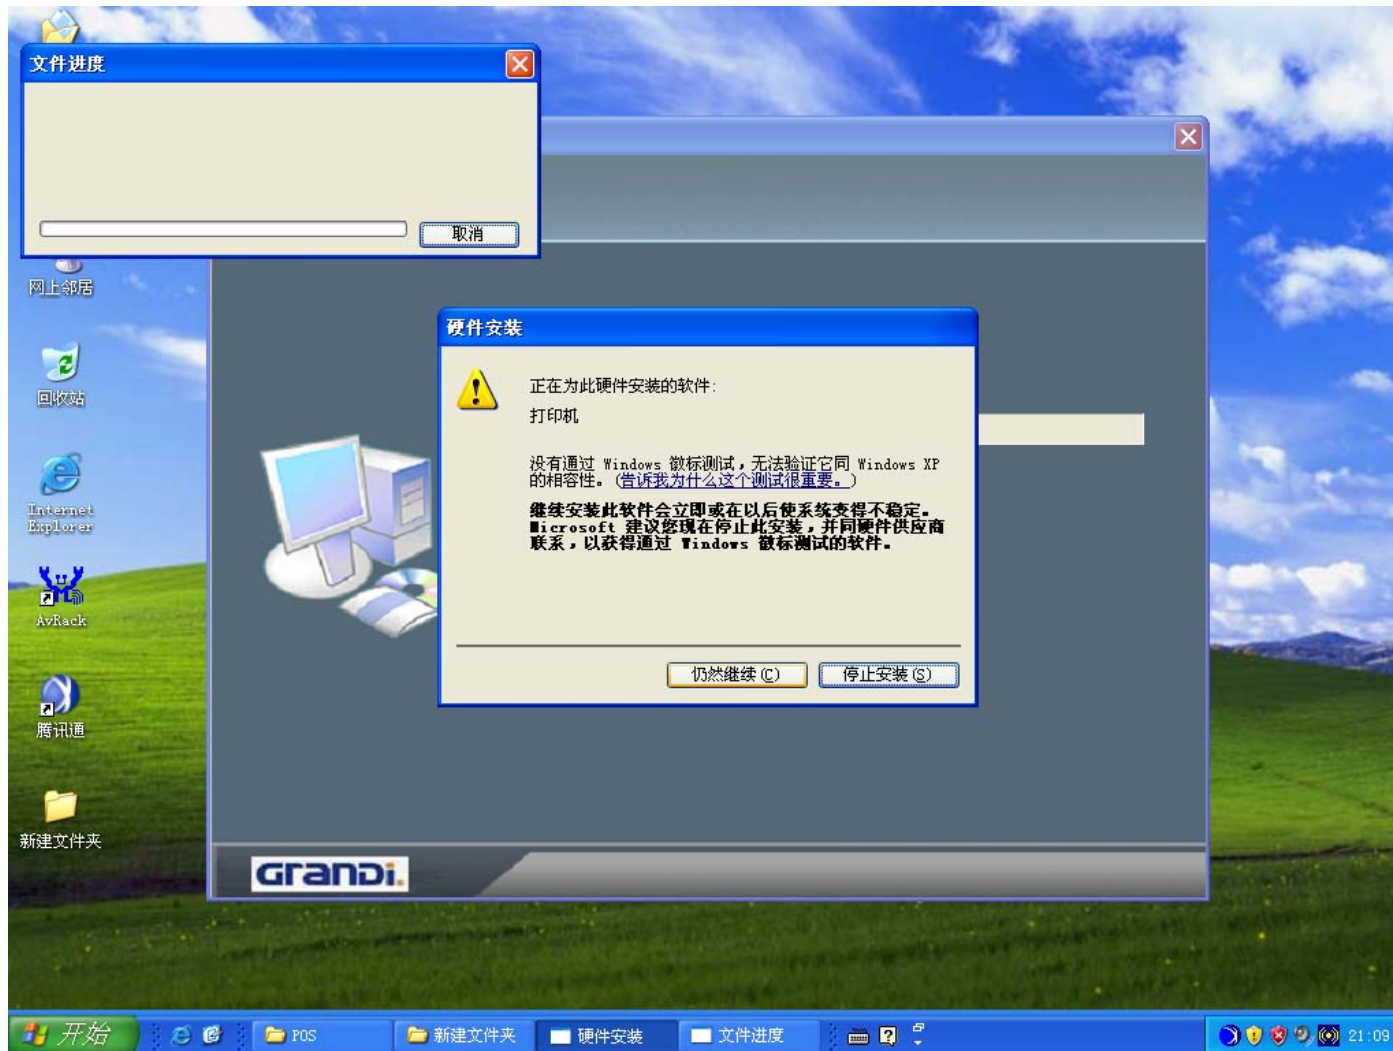 文件进度
取消
网上邻居
回收站
Internet
Explorer
AvRack
腾讯通
新建文件夹
硬件安装
正在为此硬件安装的软件:
打印机
没有通过 Windows 徽标测试，无法验证它同 Windows XP
的相容性。(告诉我为什么这个测试很重要。)
继续安装此软件会立即或在以后使系统变得不稳定。
Microsoft 建议您现在停止此安装，并同硬件供应商
联系，以获得通过 Windows 徽标测试的软件。
仍然继续(C)
停止安装(S)
GranDi.
开始
POS
新建文件夹
硬件安装
文件进度
21:09